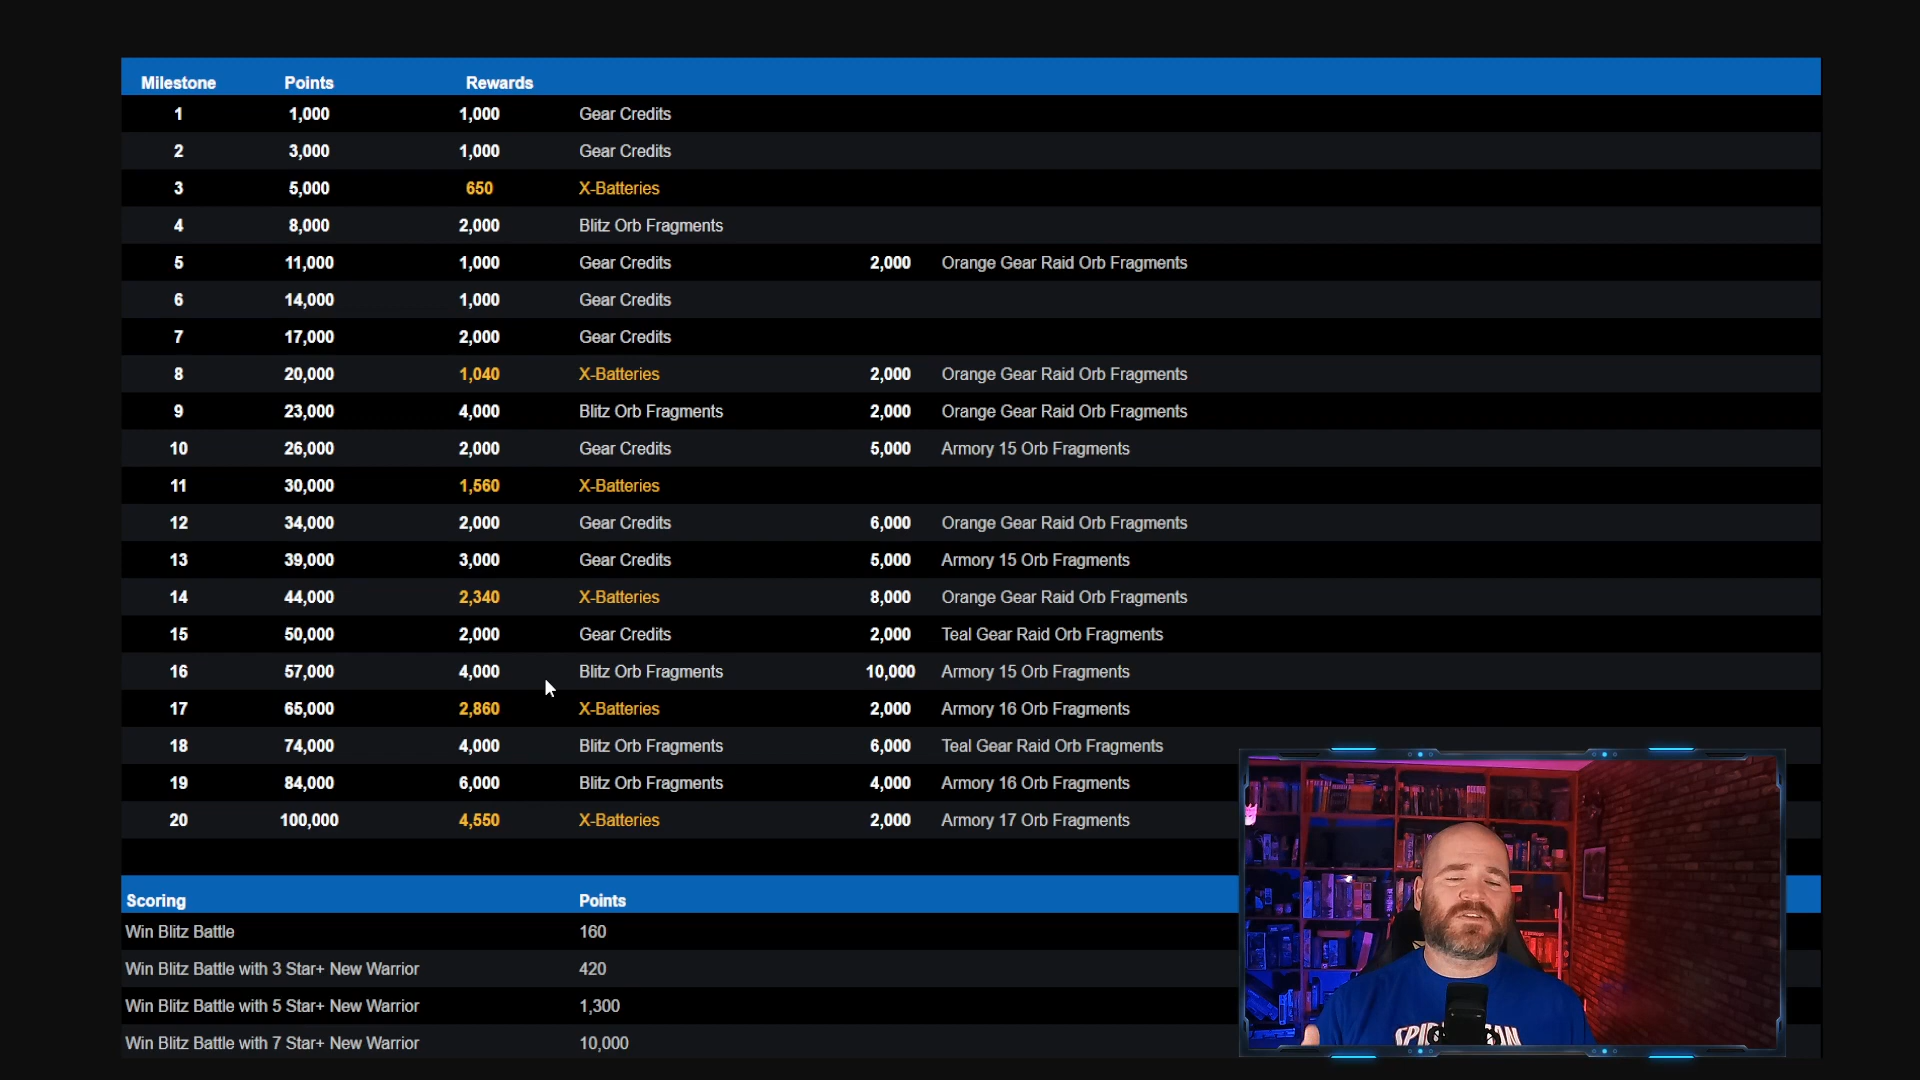 Milestone Points Rewards
1 1,000 1,000 Gear Credits
2 3,000 1,000 Gear Credits
3 5,000 650 X-Batteries
4 8,000 2,000 Blitz Orb Fragments
5 11,000 1,000 Gear Credits 2,000 Orange Gear Raid Orb Fragments
6 14,000 1,000 Gear Credits
7 17,000 2,000 Gear Credits
8 20,000 1,040 X-Batteries 2,000 Orange Gear Raid Orb Fragments
9 23,000 4,000 Blitz Orb Fragments 2,000 Orange Gear Raid Orb Fragments
10 26,000 2,000 Gear Credits 5,000 Armory 15 Orb Fragments
11 30,000 1,560 X-Batteries
12 34,000 2,000 Gear Credits 6,000 Orange Gear Raid Orb Fragments
13 39,000 3,000 Gear Credits 5,000 Armory 15 Orb Fragments
14 44,000 2,340 X-Batteries 8,000 Orange Gear Raid Orb Fragments
15 50,000 2,000 Gear Credits 2,000 Teal Gear Raid Orb Fragments
16 57,000 4,000 Blitz Orb Fragments 10,000 Armory 15 Orb Fragments
17 65,000 2,860 X-Batteries 2,000 Armory 16 Orb Fragments
18 74,000 4,000 Blitz Orb Fragments 6,000 Teal Gear Raid Orb Fragments
19 84,000 6,000 Blitz Orb Fragments 4,000 Armory 16 Orb Fragments
20 100,000 4,550 X-Batteries 2,000 Armory 17 Orb Fragments
Scoring Points
Win Blitz Battle 160
Win Blitz Battle with 3 Star+ New Warrior 420
Win Blitz Battle with 5 Star+ New Warrior 1,300
Win Blitz Battle with 7 Star+ New Warrior 10,000